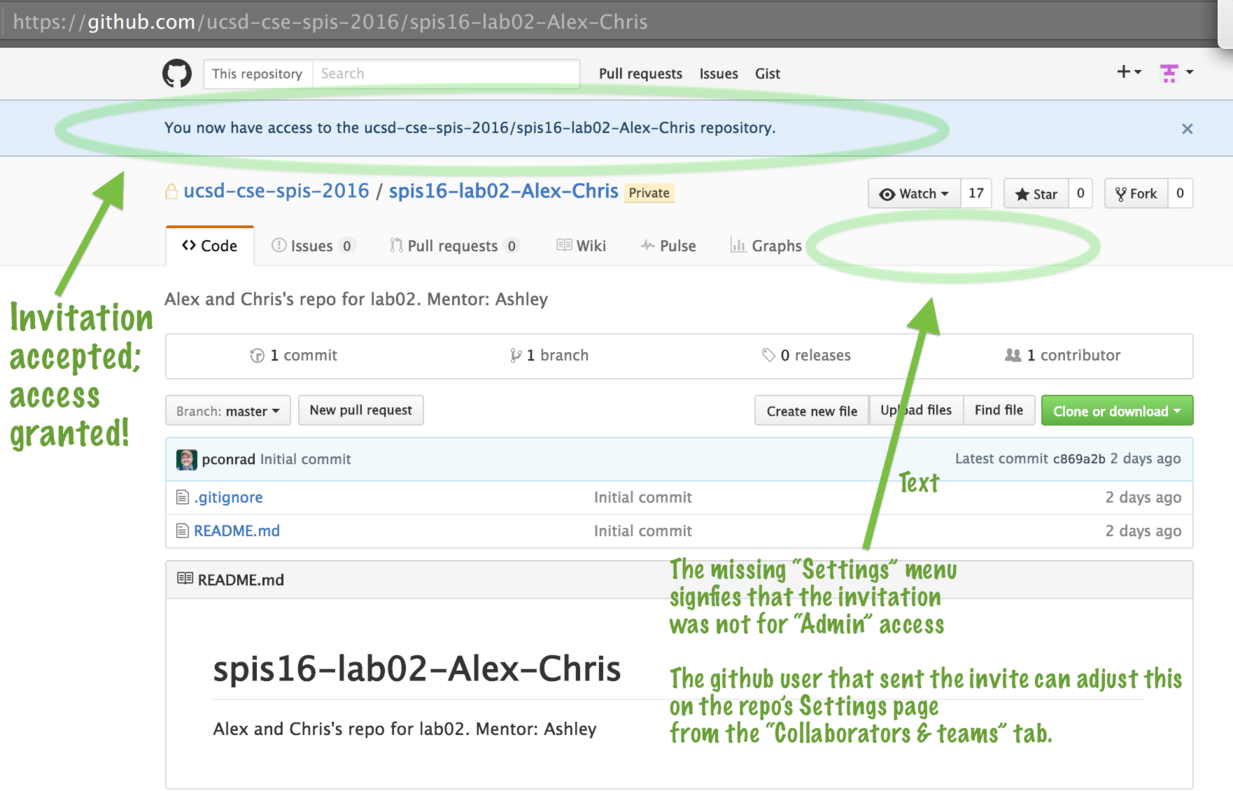 https://github.com/ucsd-cse-spis-2016/spis16-lab02-Alex-Chris
This repository Search Pull requests Issues Gist
You now have access to the ucsd-cse-spis-2016/spis16-lab02-Alex-Chris repository.
ucsd-cse-spis-2016 / spis16-lab02-Alex-Chris Private Watch 17 Star 0 Fork 0
Code Issues 0 Pull requests 0 Wiki Pulse Graphs
Alex and Chris's repo for lab02. Mentor: Ashley
Invitation
accepted;
access
granted!
1 commit 1 branch 0 releases 1 contributor
Branch: master New pull request Create new file Upload files Find file Clone or download
pconrad Initial commit Latest commit c869a2b 2 days ago
Text
.gitignore Initial commit 2 days ago
README.md Initial commit 2 days ago
README.md
The missing "Settings" menu
signfies that the invitation
was not for "Admin" access
spis16-lab02-Alex-Chris
The github user that sent the invite can adjust this
on the repo's Settings page
from the "Collaborators & teams" tab.
Alex and Chris's repo for lab02. Mentor: Ashley